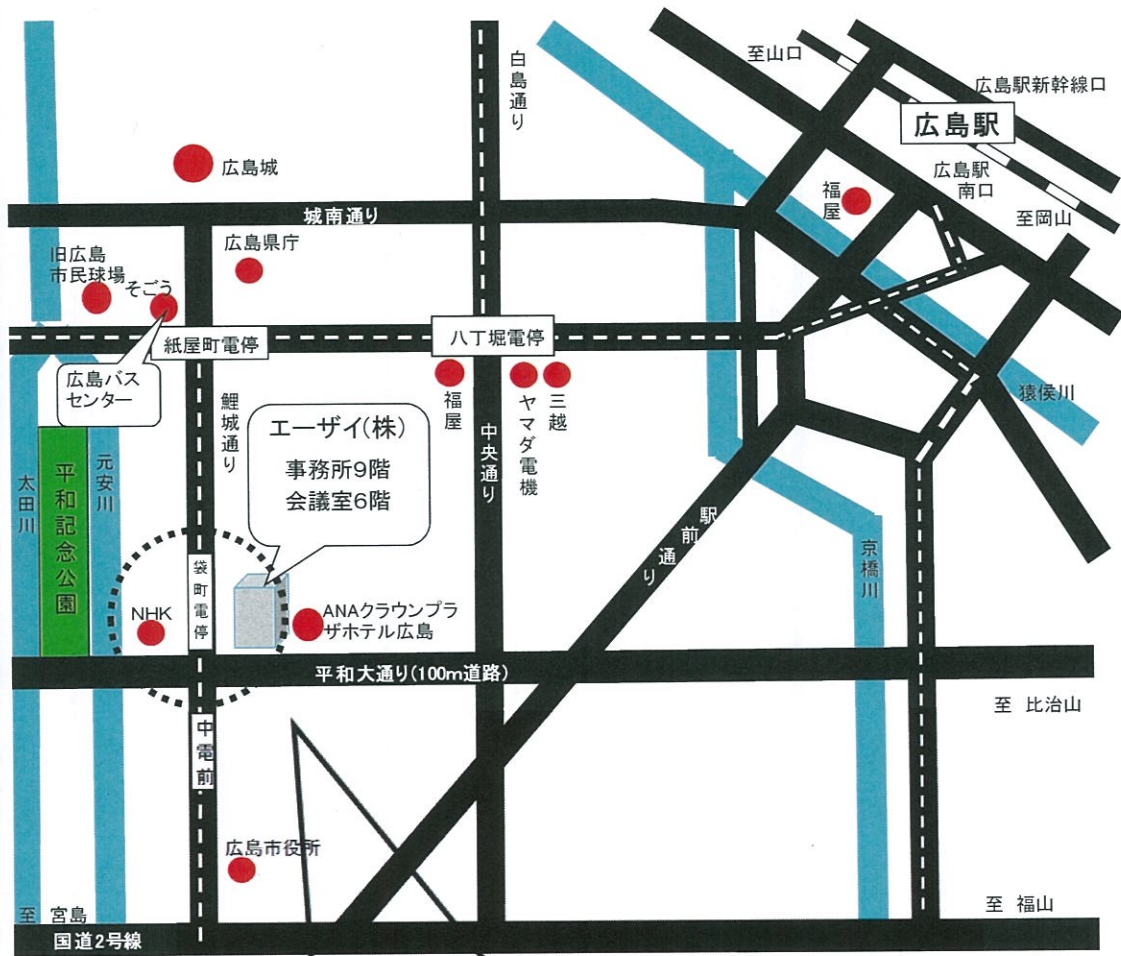 至山口
広島駅新幹線口
広島駅
広島駅
南口
至岡山
福屋
白島通り
広島城
城南通り
広島県庁
旧広島
市民球場
そごう
紙屋町電停
八丁堀電停
広島バス
センター
鯉城通り
福屋
中央通り
ヤマダ電機
三越
猿侯川
エーザイ(株)
事務所9階
会議室6階
太田川
平和記念公園
元安川
駅前通り
京橋川
袋町電停
NHK
ANAクラウンプラ
ザホテル広島
平和大通り(100m道路)
至 比治山
中電前
広島市役所
至 宮島
至 福山
国道2号線